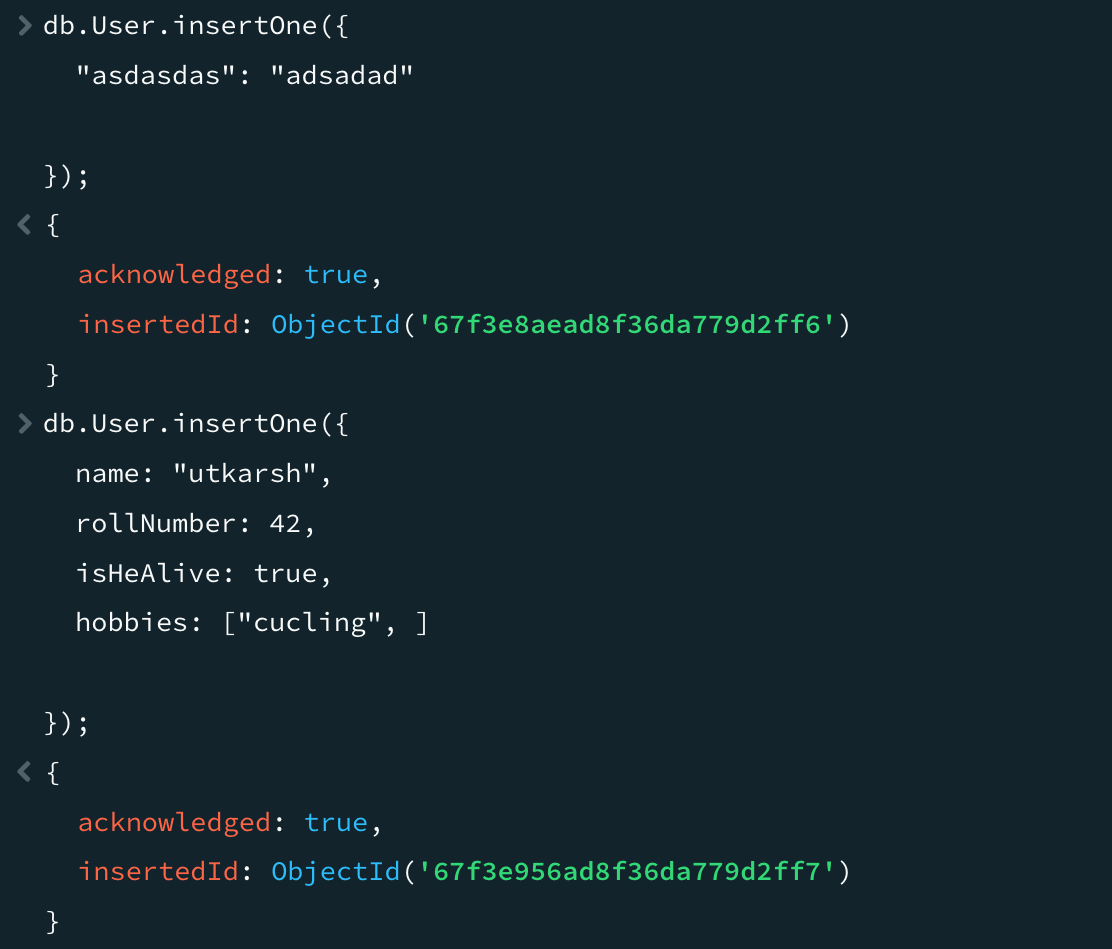 > db.User.insertOne({
"asdasdas": "adsadad"
});
< {
acknowledged: true,
insertedId: ObjectId('67f3e8aead8f36da779d2ff6')
}
> db.User.insertOne({
name: "utkarsh",
rollNumber: 42,
isHeAlive: true,
hobbies: ["cucling", ]
});
< {
acknowledged: true,
insertedId: ObjectId('67f3e956ad8f36da779d2ff7')
}